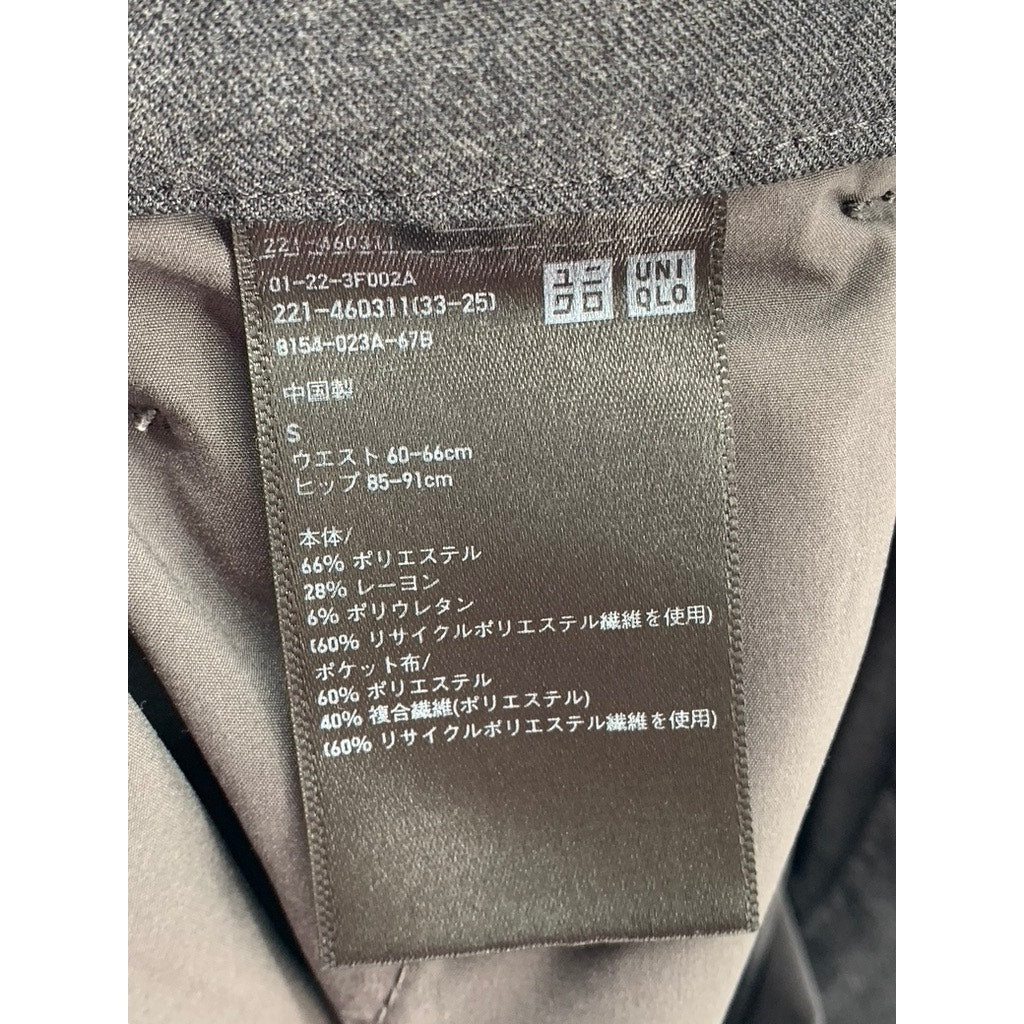 221-460311
01-22-3F002A
221-460311(33-25)
8154-023A-67B
ユニ
クロ
UNI
QLO
中国製
S
ウエスト 60-66cm
ヒップ 85-91cm
本体/
66% ポリエステル
28% レーヨン
6% ポリウレタン
(60% リサイクルポリエステル繊維を使用)
ポケット布/
60% ポリエステル
40% 複合繊維(ポリエステル)
(60% リサイクルポリエステル繊維を使用)